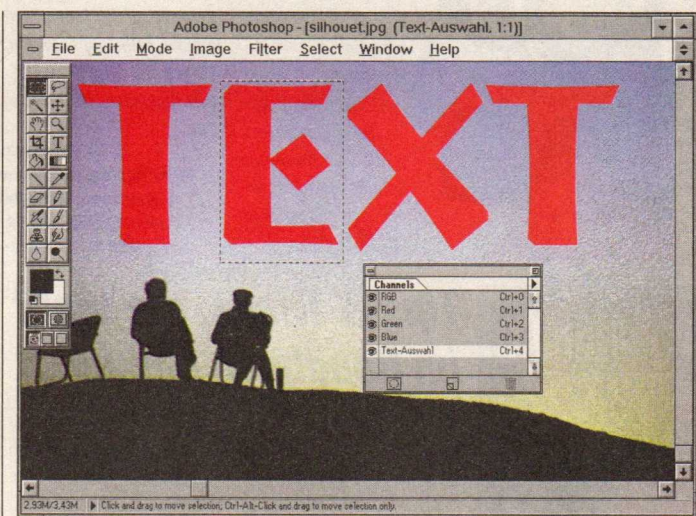 Adobe Photoshop - [silhouet.jpg (Text-Auswahl, 1:1)]
File Edit Mode Image Filter Select Window Help
TEXT
Channels
RGB Ctrl+0
Red Ctrl+1
Green Ctrl+2
Blue Ctrl+3
Text-Auswahl Ctrl+4
2,93M/3,43M Click and drag to move selection; Ctrl-Alt-Click and drag to move selection only.